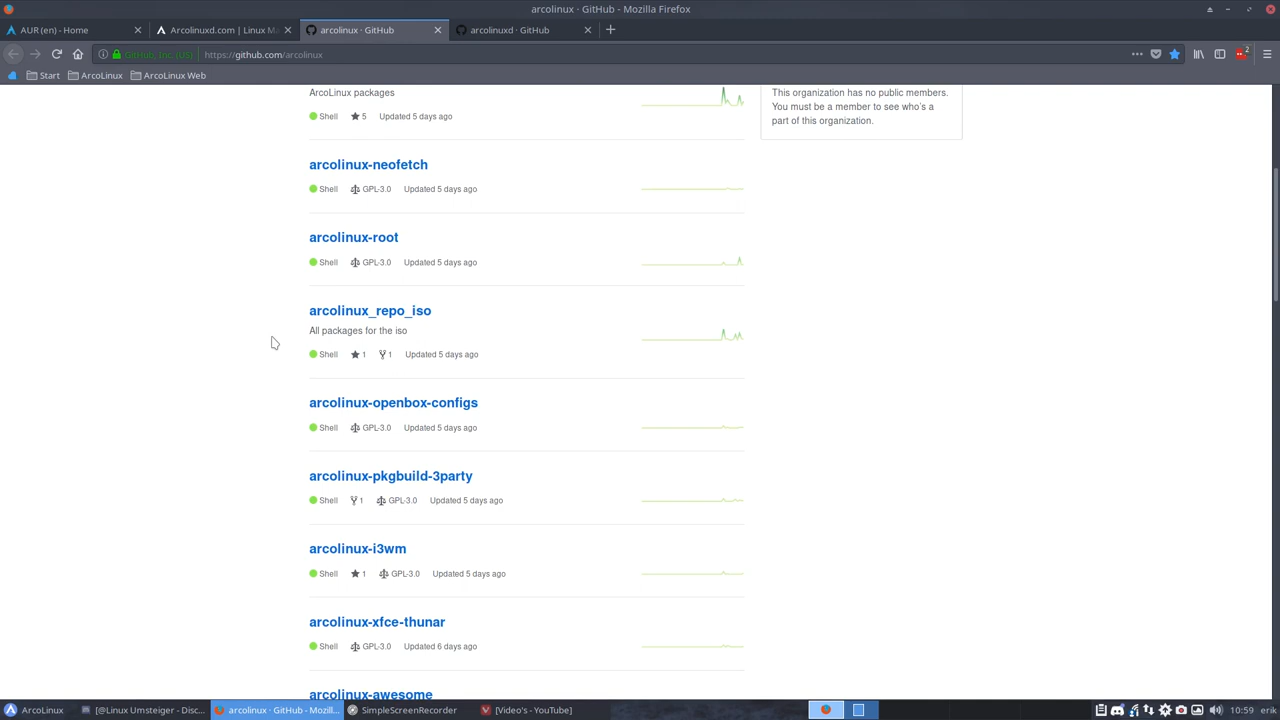 arcolinux · GitHub - Mozilla Firefox
AUR (en) - Home
Arcolinuxd.com | Linux Ma
arcolinux · GitHub
arcolinuxd · GitHub
GitHub, Inc. (US)
https://github.com/arcolinux
2
Start
ArcoLinux
ArcoLinux Web
ArcoLinux packages
Shell
5
Updated 5 days ago
This organization has no public members.
You must be a member to see who's a
part of this organization.
arcolinux-neofetch
Shell
GPL-3.0
Updated 5 days ago
arcolinux-root
Shell
GPL-3.0
Updated 5 days ago
arcolinux_repo_iso
All packages for the iso
Shell
1
1
Updated 5 days ago
arcolinux-openbox-configs
Shell
GPL-3.0
Updated 5 days ago
arcolinux-pkgbuild-3party
Shell
1
GPL-3.0
Updated 5 days ago
arcolinux-i3wm
Shell
1
GPL-3.0
Updated 5 days ago
arcolinux-xfce-thunar
Shell
GPL-3.0
Updated 6 days ago
arcolinux-awesome
ArcoLinux
[@Linux Umsteiger - Disc...
arcolinux · GitHub - Mozill...
SimpleScreenRecorder
[Video's - YouTube]
10:59
erik